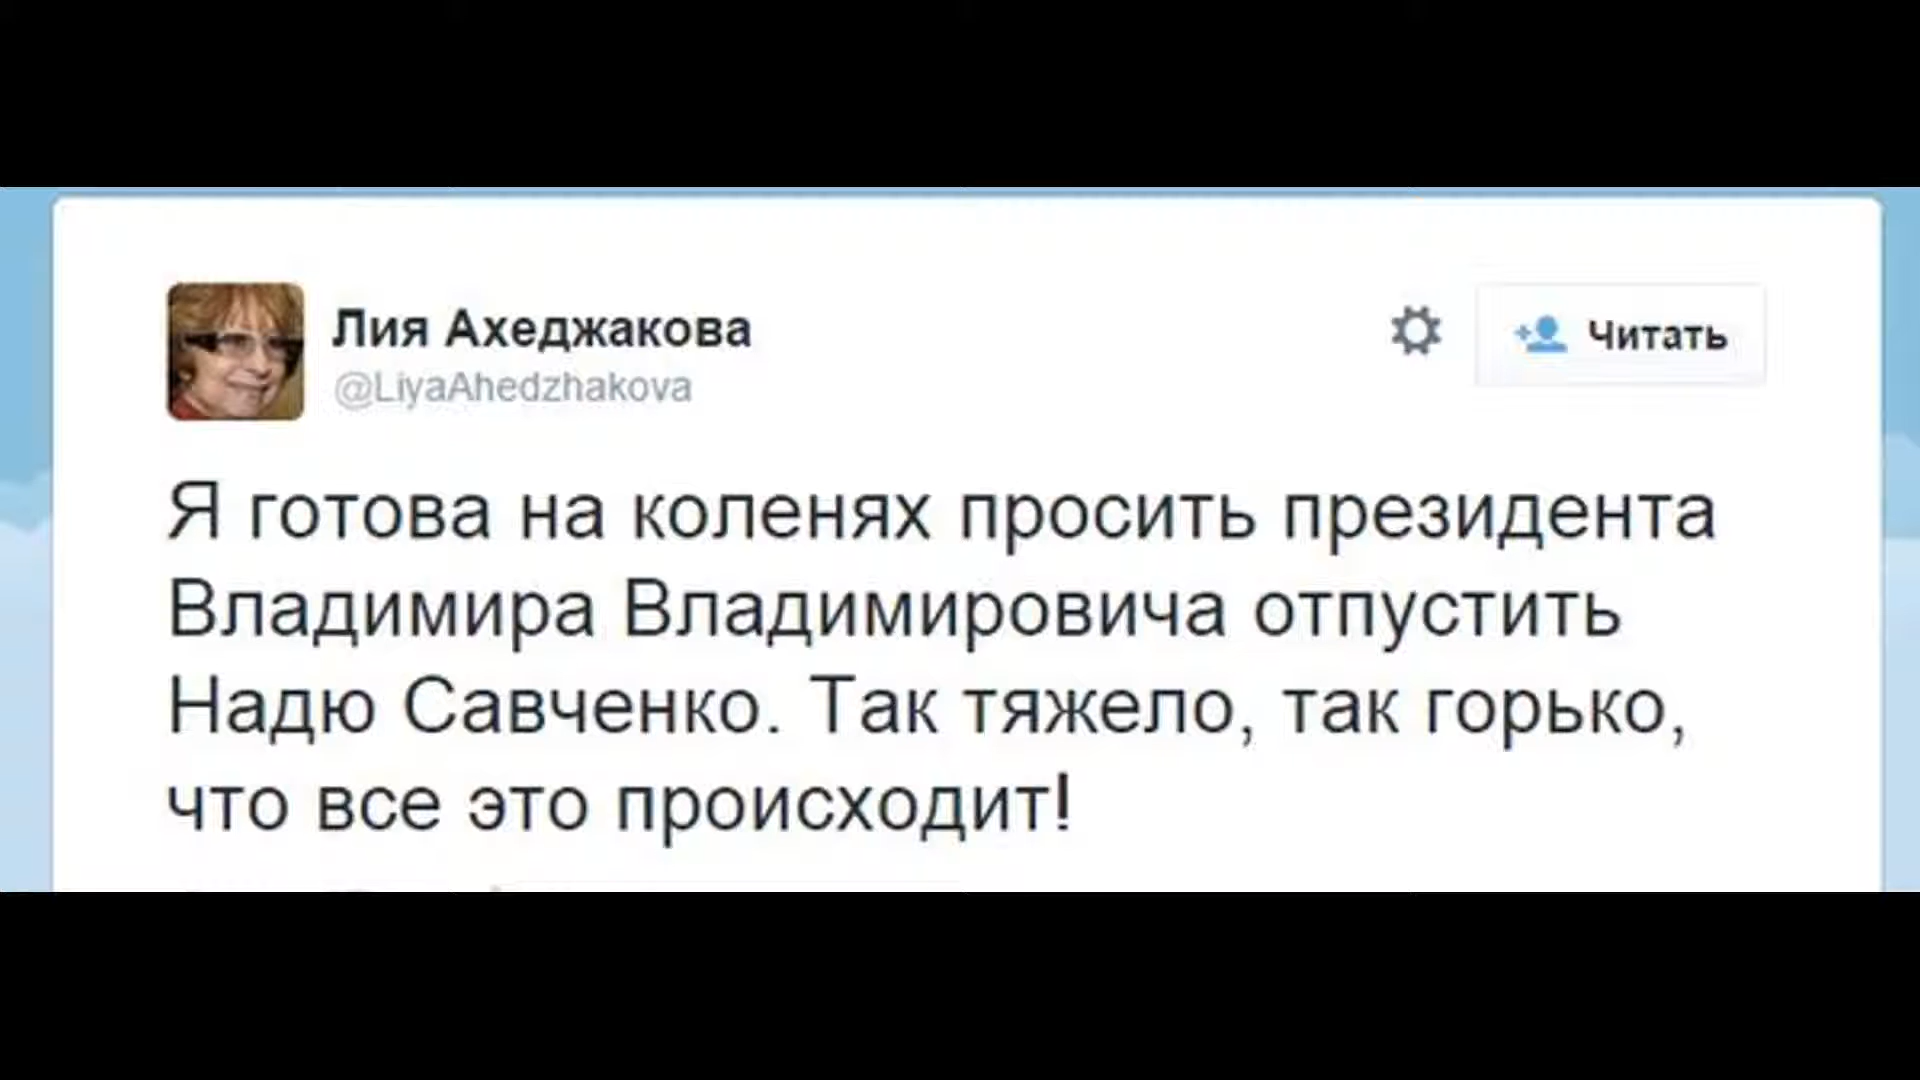 Лия Ахеджакова
@LiyaAhedzhakova
Читать
Я готова на коленях просить президента
Владимира Владимировича отпустить
Надю Савченко. Так тяжело, так горько,
что все это происходит!